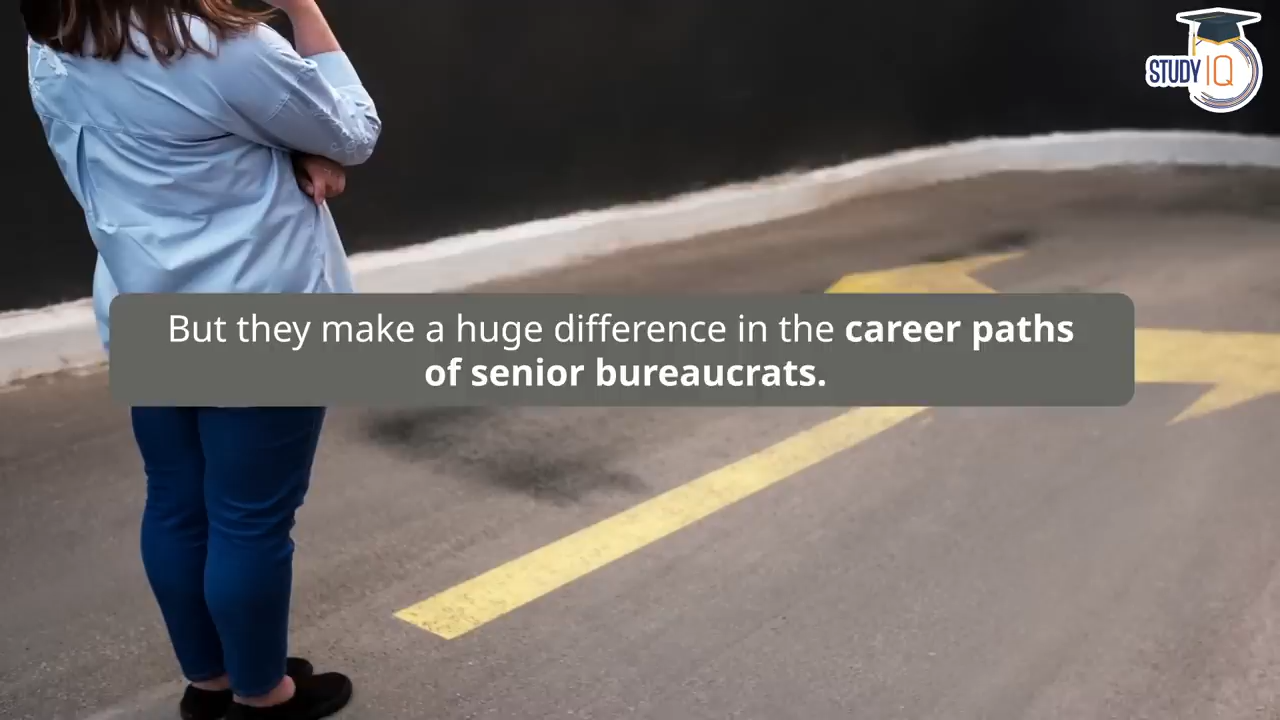 STUDY IQ
But they make a huge difference in the career paths
of senior bureaucrats.